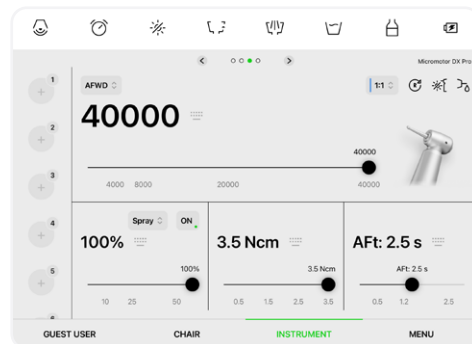 Micromotor DX Pro
1
AFWD
1:1
40000
2
40000
3
4000 8000 20000 40000
4
Spray ON
100% 3.5 Ncm AFt: 2.5 s
5
100% 3.5 Ncm AFt: 2.5 s
10 25 50 0.5 1.5 2.5 3.5 0.5 1.2 2.5
GUEST USER CHAIR INSTRUMENT MENU